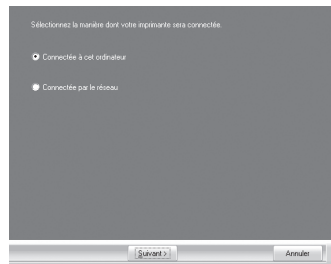 Sélectionnez la manière dont votre imprimante sera connectée.
Connectée à cet ordinateur
Connectée par le réseau
Suivant >
Annuler